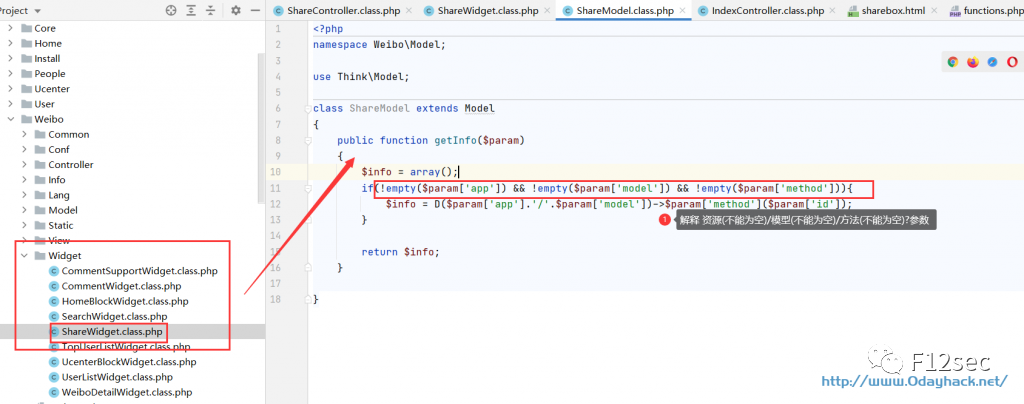 Project
ShareController.class.php
ShareWidget.class.php
ShareModel.class.php
IndexController.class.php
sharebox.html
functions.php
Core
Home
Install
People
Ucenter
User
Weibo
Common
Conf
Controller
Info
Lang
Model
Static
View
Widget
CommentSupportWidget.class.php
CommentWidget.class.php
HomeBlockWidget.class.php
SearchWidget.class.php
ShareWidget.class.php
TopUserListWidget.class.php
UcenterBlockWidget.class.php
UserListWidget.class.php
WeiboDetailWidget.class.php
1 <?php
2 namespace Weibo\Model;
3
4 use Think\Model;
5
6 class ShareModel extends Model
7 {
8 public function getInfo($param)
9 {
10 $info = array();
11 if(!empty($param['app']) && !empty($param['model']) && !empty($param['method'])){
12 $info = D($param['app'].'/'.$param['model'])->$param['method']($param['id']);
13 }
1 解释 资源(不能为空)/模型(不能为空)/方法(不能为空)?参数
14
15 return $info;
16 }
17
18 }
F12sec
http://www.0dayhack.net/